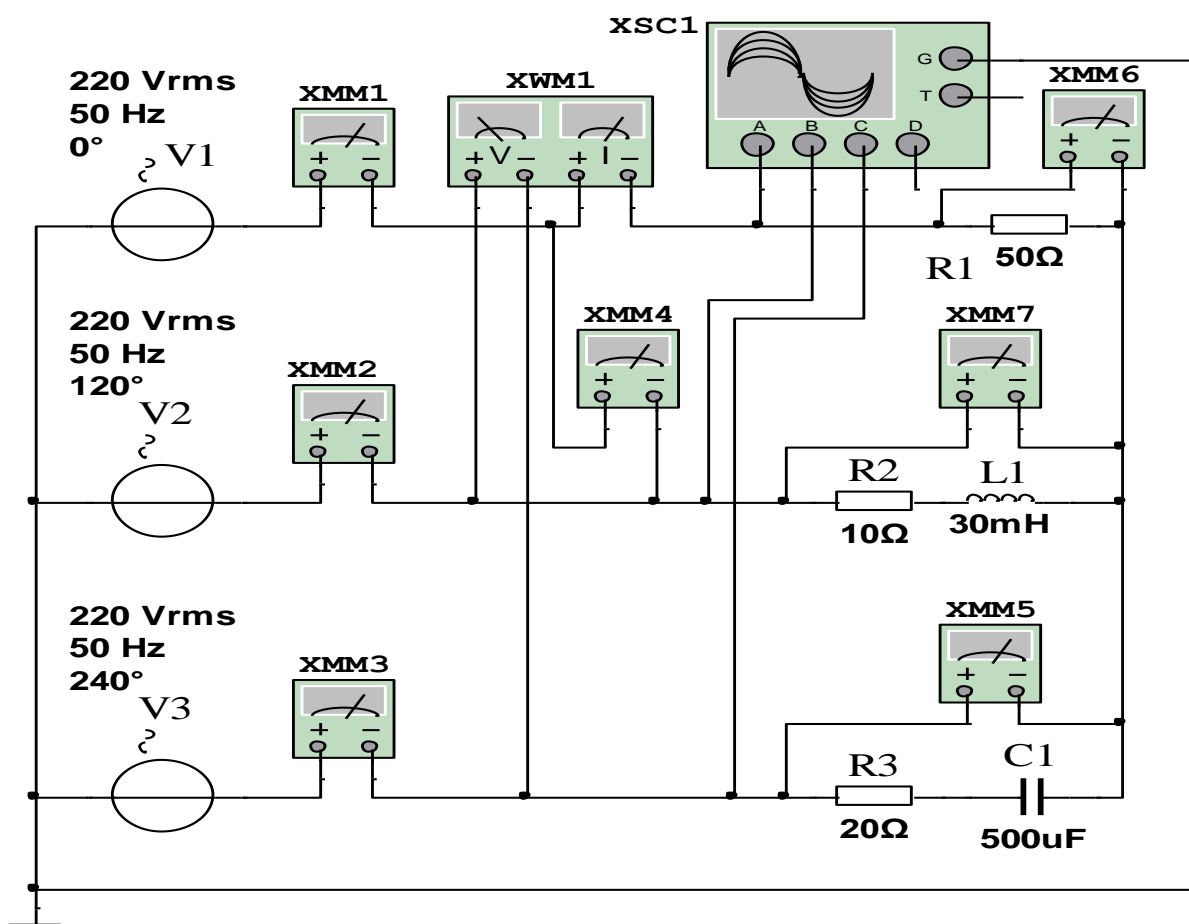 XSC1
G
T
A
B
C
D
XMM6
+
–
220 Vrms
50 Hz
0°
V1
XMM1
+
–
XWM1
+
V
–
+
I
–
R1
50Ω
220 Vrms
50 Hz
120°
V2
XMM2
+
–
XMM4
+
–
XMM7
+
–
R2
L1
10Ω
30mH
220 Vrms
50 Hz
240°
V3
XMM3
+
–
XMM5
+
–
R3
C1
20Ω
500uF